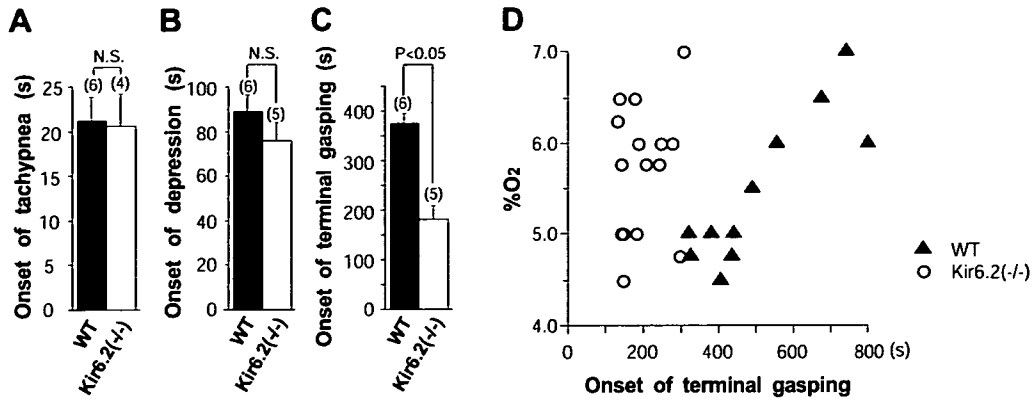 A
N.S.
(6)
(4)
Onset of tachypnea (s)
25
20
15
10
5
0
WT
Kir6.2(-/-)
B
N.S.
(6)
(5)
Onset of depression (s)
100
80
60
40
20
0
WT
Kir6.2(-/-)
C
P<0.05
(6)
(5)
Onset of terminal gasping (s)
400
350
200
150
50
0
WT
Kir6.2(-/-)
D
%O2
7.0
6.0
5.0
4.0
0
200
400
600
800
(s)
Onset of terminal gasping
WT
Kir6.2(-/-)